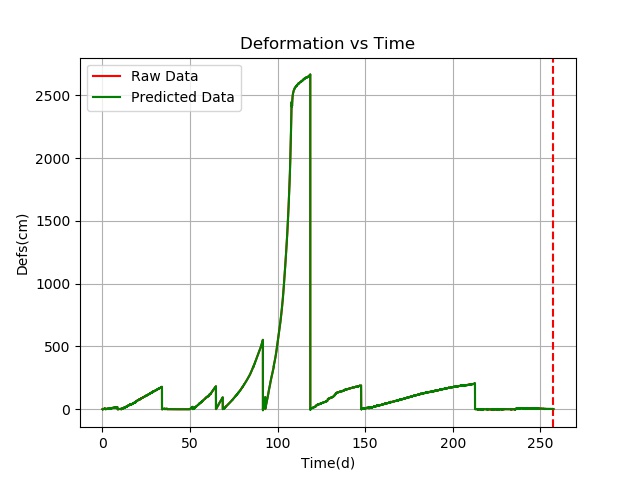 Deformation vs Time
Raw Data
Predicted Data
2500
2000
1500
1000
500
0
Defs(cm)
0 50 100 150 200 250
Time(d)